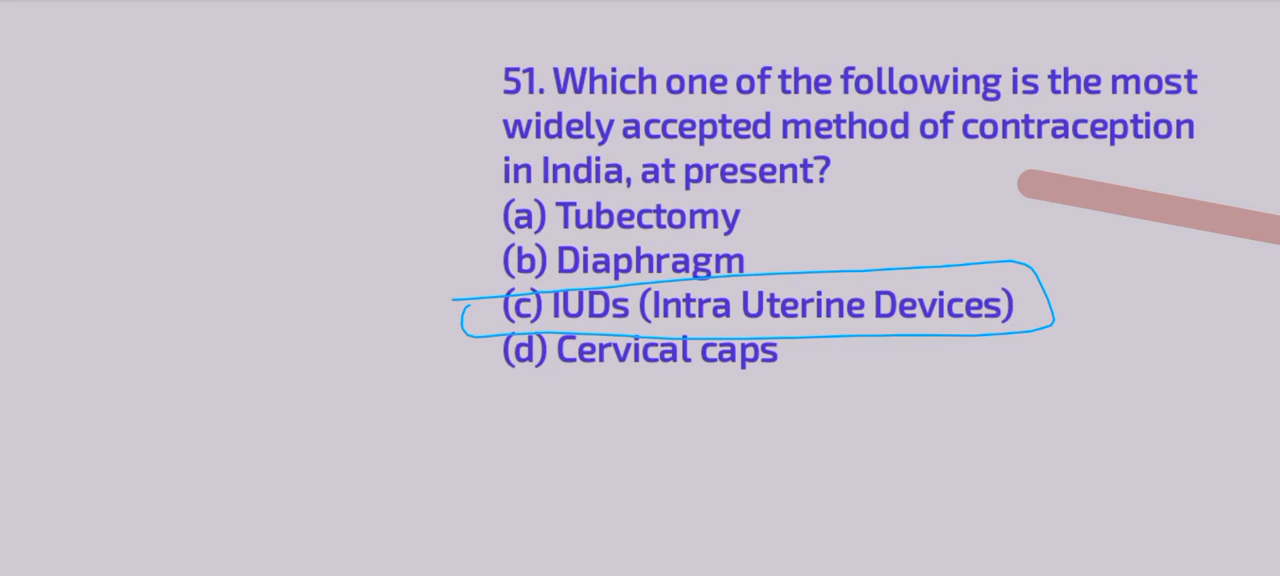 51. Which one of the following is the most
widely accepted method of contraception
in India, at present?
(a) Tubectomy
(b) Diaphragm
(c) IUDs (Intra Uterine Devices)
(d) Cervical caps